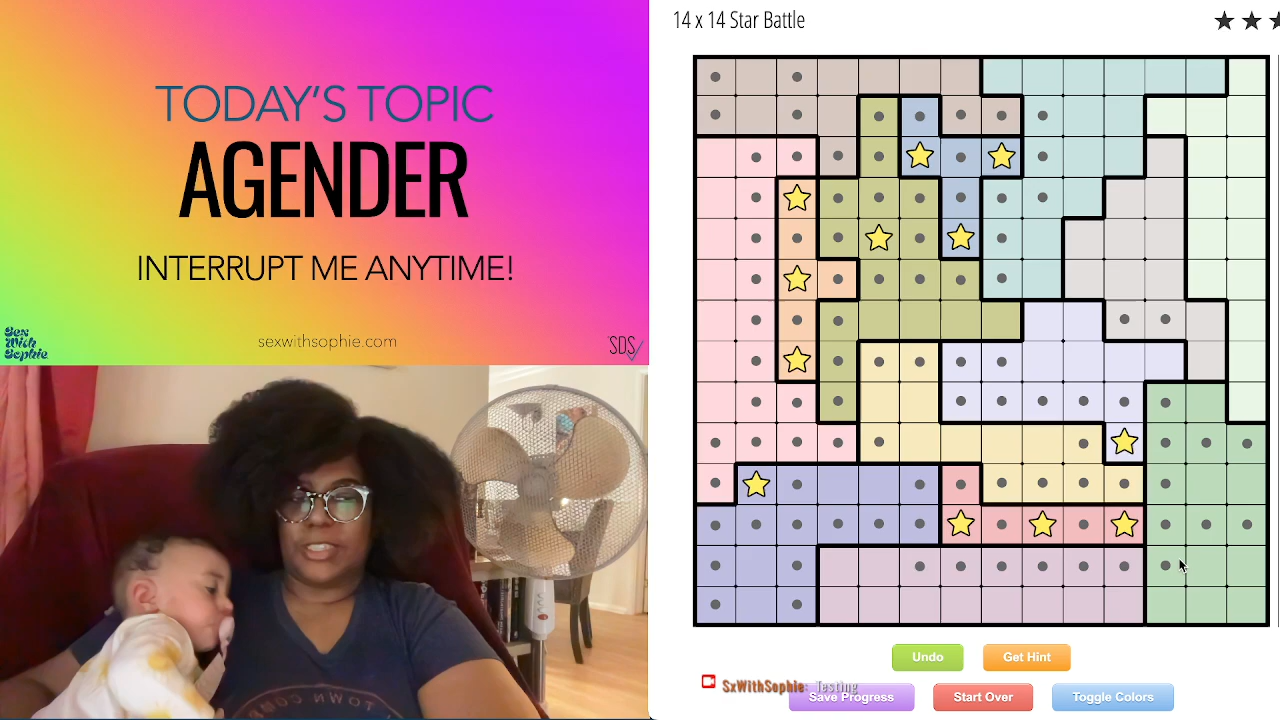 TODAY'S TOPIC
AGENDER
INTERRUPT ME ANYTIME!
Sex
With
Sophie
sexwithsophie.com
SDS
14 x 14 Star Battle
Undo
Get Hint
SxWithSophie: Testing
Save Progress
Start Over
Toggle Colors